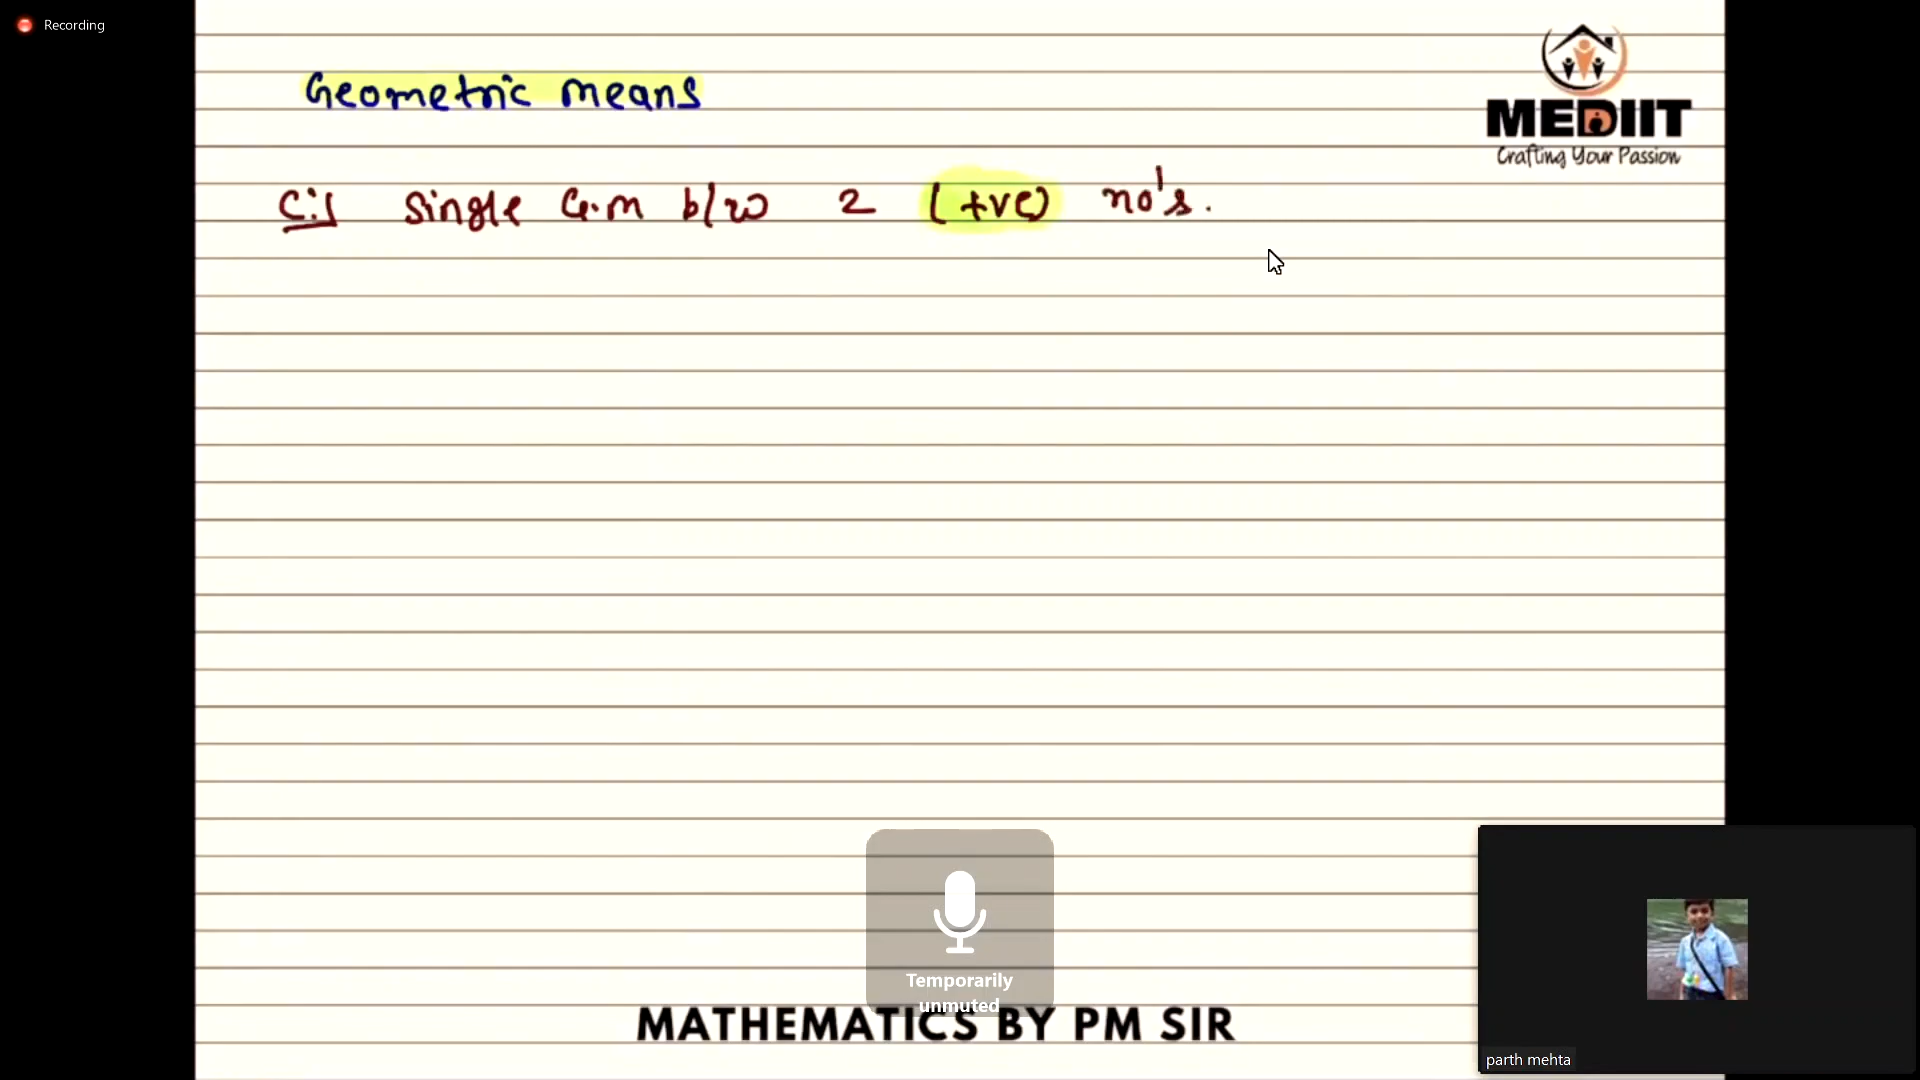 Recording
Geometric means
MEDIIT
Crafting Your Passion
C:1 Single G.M b/w 2 (+ve) no's.
Temporarily
unmuted
MATHEMATICS BY PM SIR
parth mehta